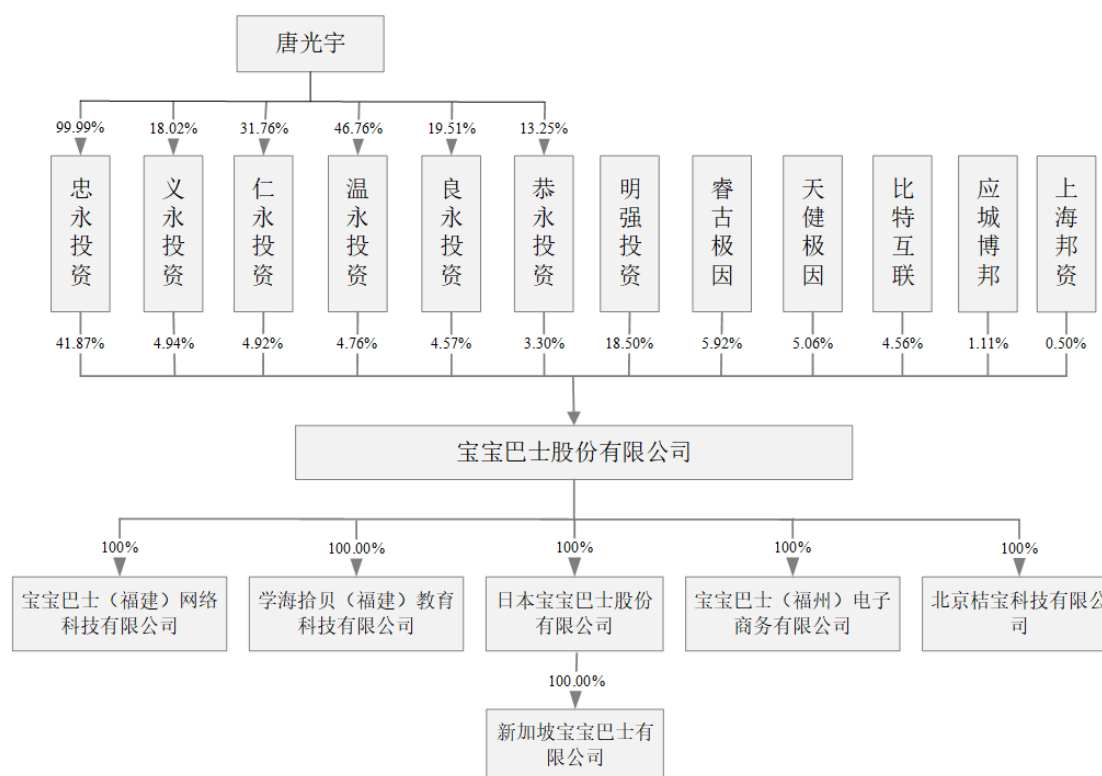 唐光宇
99.99%
18.02%
31.76%
46.76%
19.51%
13.25%
忠永投资
义永投资
仁永投资
温永投资
良永投资
恭永投资
明强投资
睿古极因
天健极因
比特互联
应城博邦
上海邦资
41.87%
4.94%
4.92%
4.76%
4.57%
3.30%
18.50%
5.92%
5.06%
4.56%
1.11%
0.50%
宝宝巴士股份有限公司
100%
100.00%
100%
100%
100%
宝宝巴士（福建）网络
科技有限公司
学海拾贝（福建）教育
科技有限公司
日本宝宝巴士股份
有限公司
宝宝巴士（福州）电子
商务有限公司
北京桔宝科技有限公
司
100.00%
新加坡宝宝巴士有
限公司